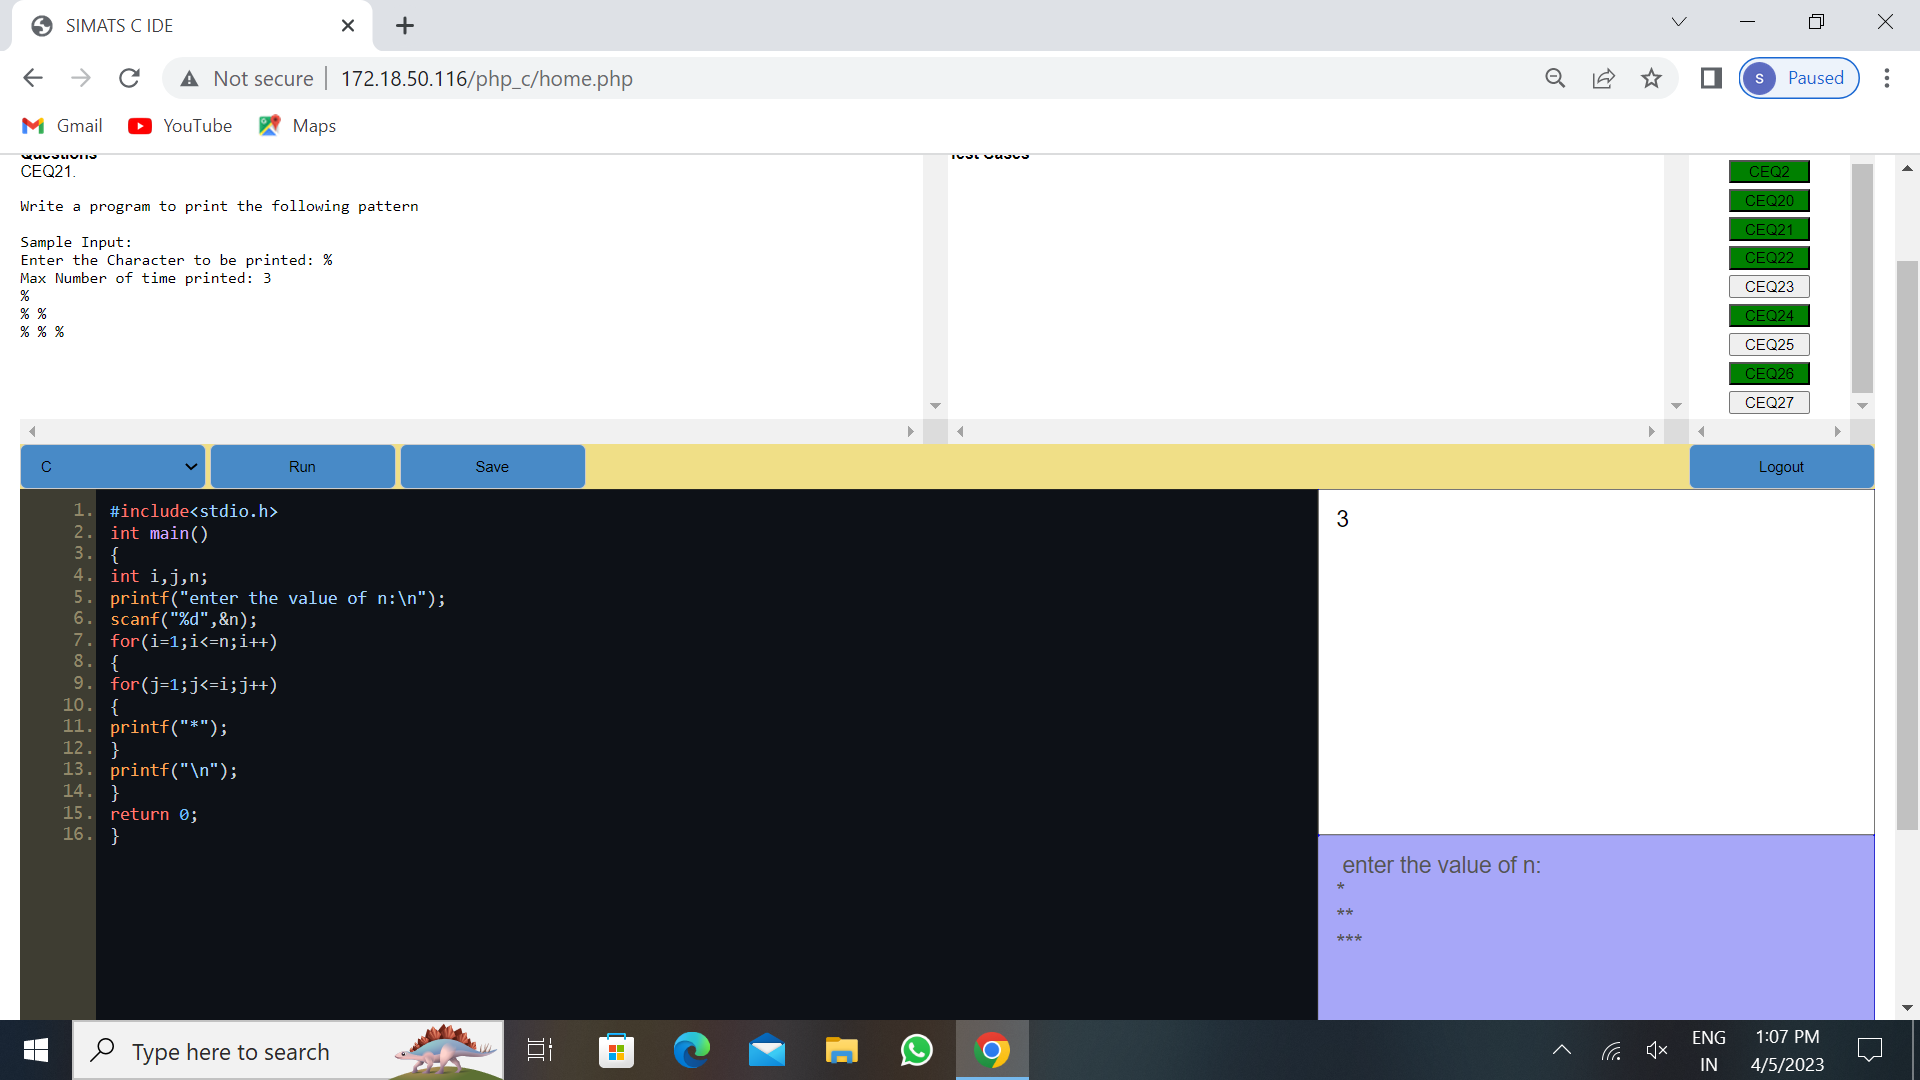 SIMATS C IDE
Not secure
172.18.50.116/php_c/home.php
S
Paused
Gmail
YouTube
Maps
Questions
CEQ21.
Write a program to print the following pattern
Sample Input:
Enter the Character to be printed: %
Max Number of time printed: 3
%
% %
% % %
Test Cases
CEQ2
CEQ20
CEQ21
CEQ22
CEQ23
CEQ24
CEQ25
CEQ26
CEQ27
C
Run
Save
Logout
1. #include<stdio.h>
2. int main()
3. {
4. int i,j,n;
5. printf("enter the value of n:\n");
6. scanf("%d",&n);
7. for(i=1;i<=n;i++)
8. {
9. for(j=1;j<=i;j++)
10. {
11. printf("*");
12. }
13. printf("\n");
14. }
15. return 0;
16. }
3
enter the value of n:
*
**
***
Type here to search
ENG
IN
1:07 PM
4/5/2023